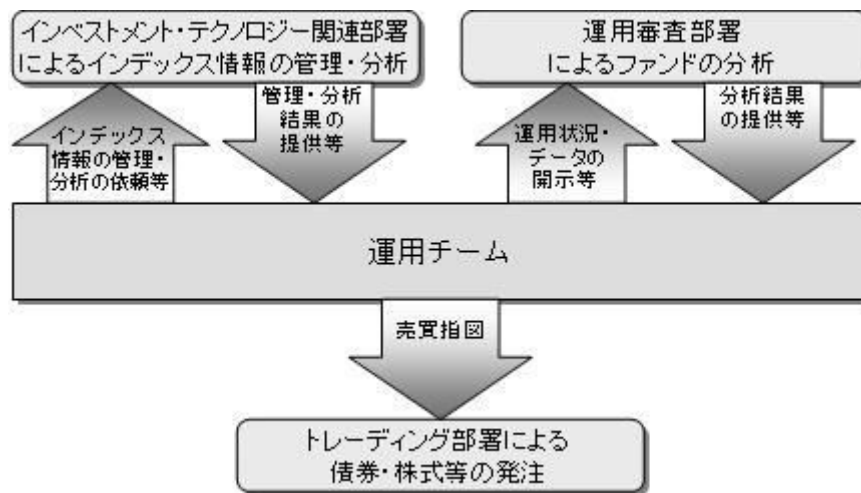 インベストメント・テクノロジー関連部署
によるインデックス情報の管理・分析
運用審査部署
によるファンドの分析
インデックス
情報の管理・
分析の依頼等
管理・分析
結果の
提供等
運用状況・
データの
開示等
分析結果
の提供等
運用チーム
売買指図
トレーディング部署による
債券・株式等の発注